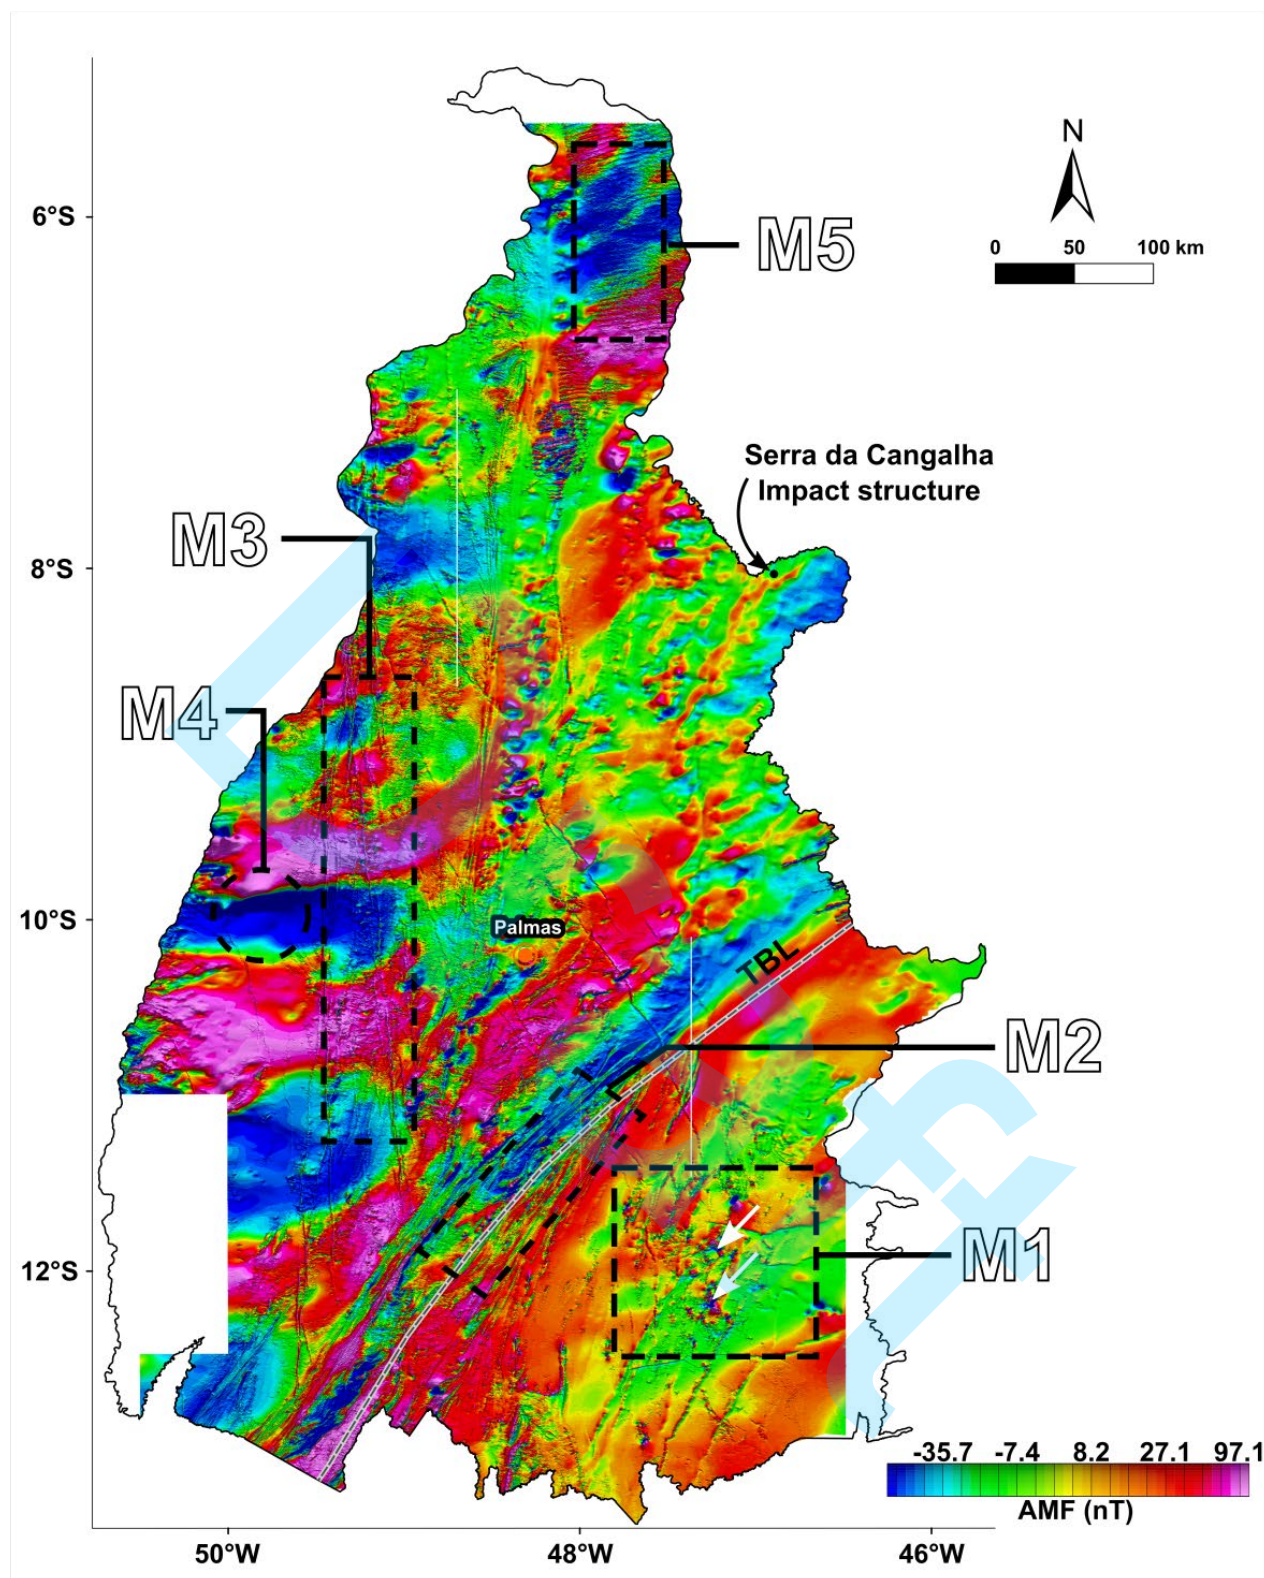 N
0 50 100 km
6°S
M5
Serra da Cangalha
Impact structure
M3
8°S
M4
10°S
Palmas
TBL
M2
M1
12°S
-35.7 -7.4 8.2 27.1 97.1
AMF (nT)
50°W 48°W 46°W